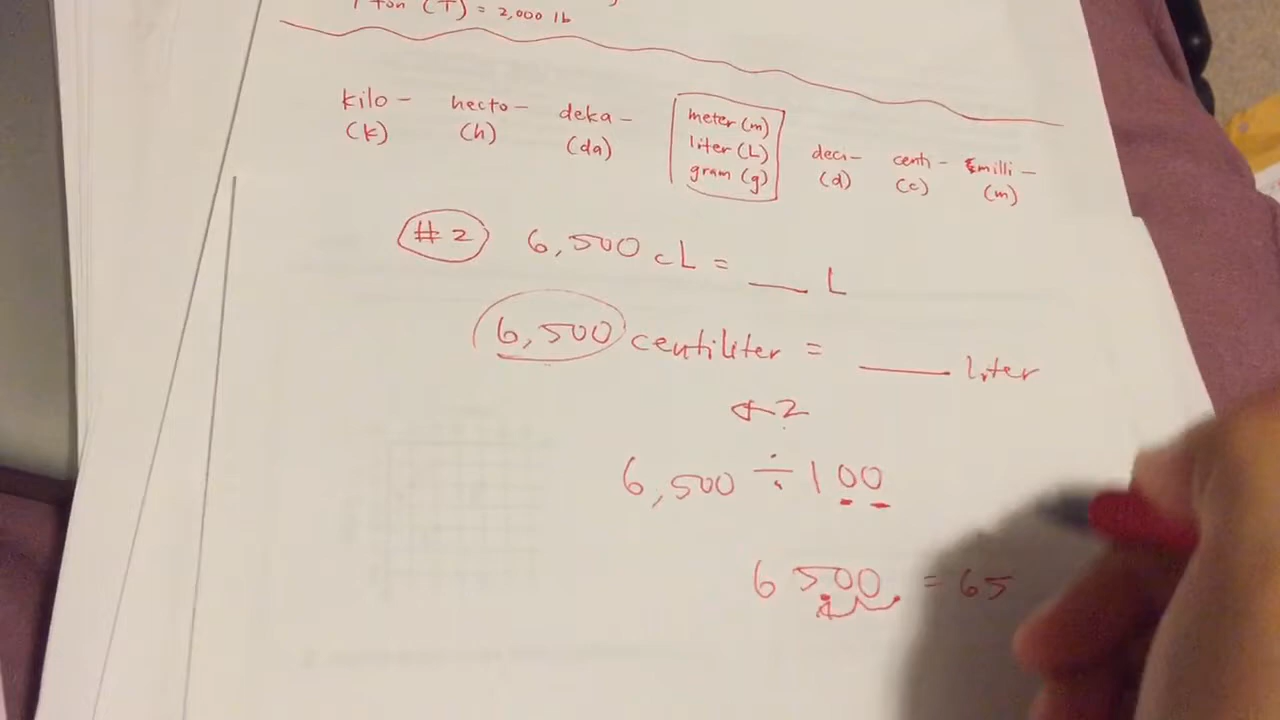 1 ton (T) = 2,000 lb
kilo- hecto- deka- meter (m) deci- centi- milli-
(k) (h) (da) liter (L) (d) (c) (m)
gram (g)
#2 6,500 cL = ___ L
6,500 centiliter = ___ liter
←2
6,500 ÷ 100
6500 = 65